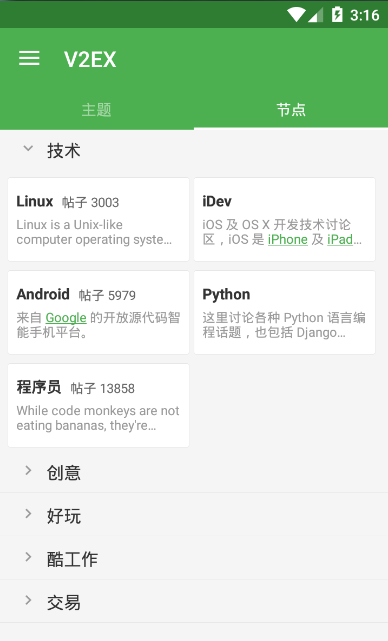 3:16
V2EX
主题
节点
技术
Linux 帖子 3003
Linux is a Unix-like
computer operating syste...
iDev
iOS 及 OS X 开发技术讨论
区，iOS 是 iPhone 及 iPad...
Android 帖子 5979
来自 Google 的开放源代码智
能手机平台。
Python
这里讨论各种 Python 语言编
程话题，也包括 Django...
程序员 帖子 13858
While code monkeys are not
eating bananas, they're...
创意
好玩
酷工作
交易